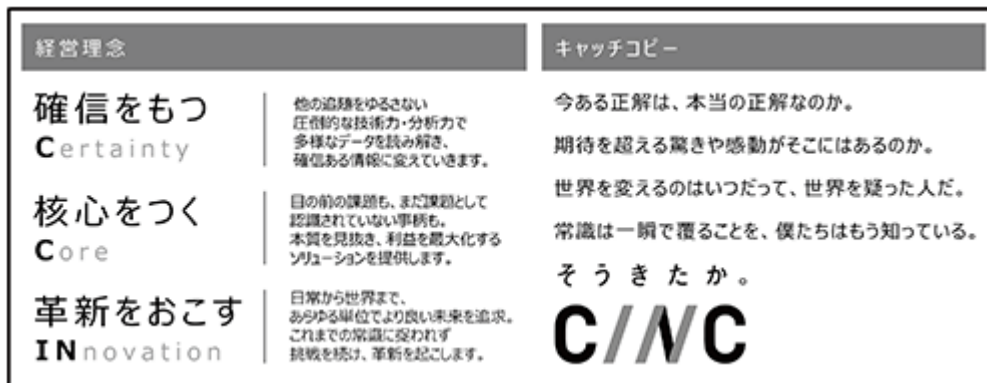 経営理念
確信をもつ
Certainty
他の追随をゆるさない
圧倒的な技術力・分析力で
多様なデータを読み解き、
確信ある情報に変えていきます。
核心をつく
Core
目の前の課題も、まだ課題として
認識されていない事柄も。
本質を見抜き、利益を最大化する
ソリューションを提供します。
革新をおこす
INnovation
日常から世界まで、
あらゆる単位でより良い未来を追求。
これまでの常識に捉われず
挑戦を続け、革新を起こします。
キャッチコピー
今ある正解は、本当の正解なのか。
期待を超える驚きや感動がそこにはあるのか。
世界を変えるのはいつだって、世界を疑った人だ。
常識は一瞬で覆ることを、僕たちはもう知っている。
そうきたか。
CINC